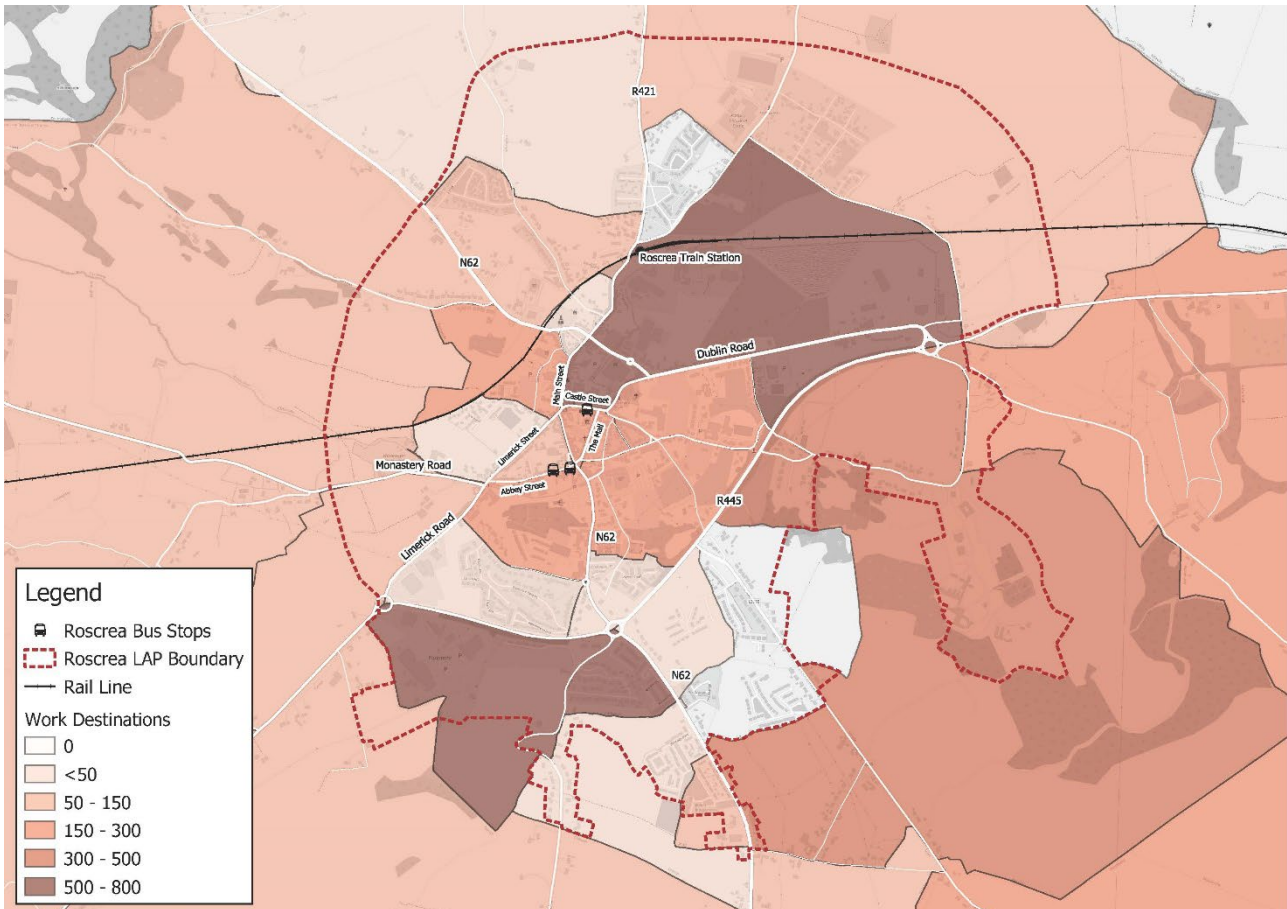 R421
N62
Roscrea Train Station
Dublin Road
Main Street
Castle Street
The Mall
Limerick Street
Monastery Road
Abbey Street
R445
N62
Limerick Road
N62
Legend
Roscrea Bus Stops
Roscrea LAP Boundary
Rail Line
Work Destinations
0
<50
50 - 150
150 - 300
300 - 500
500 - 800